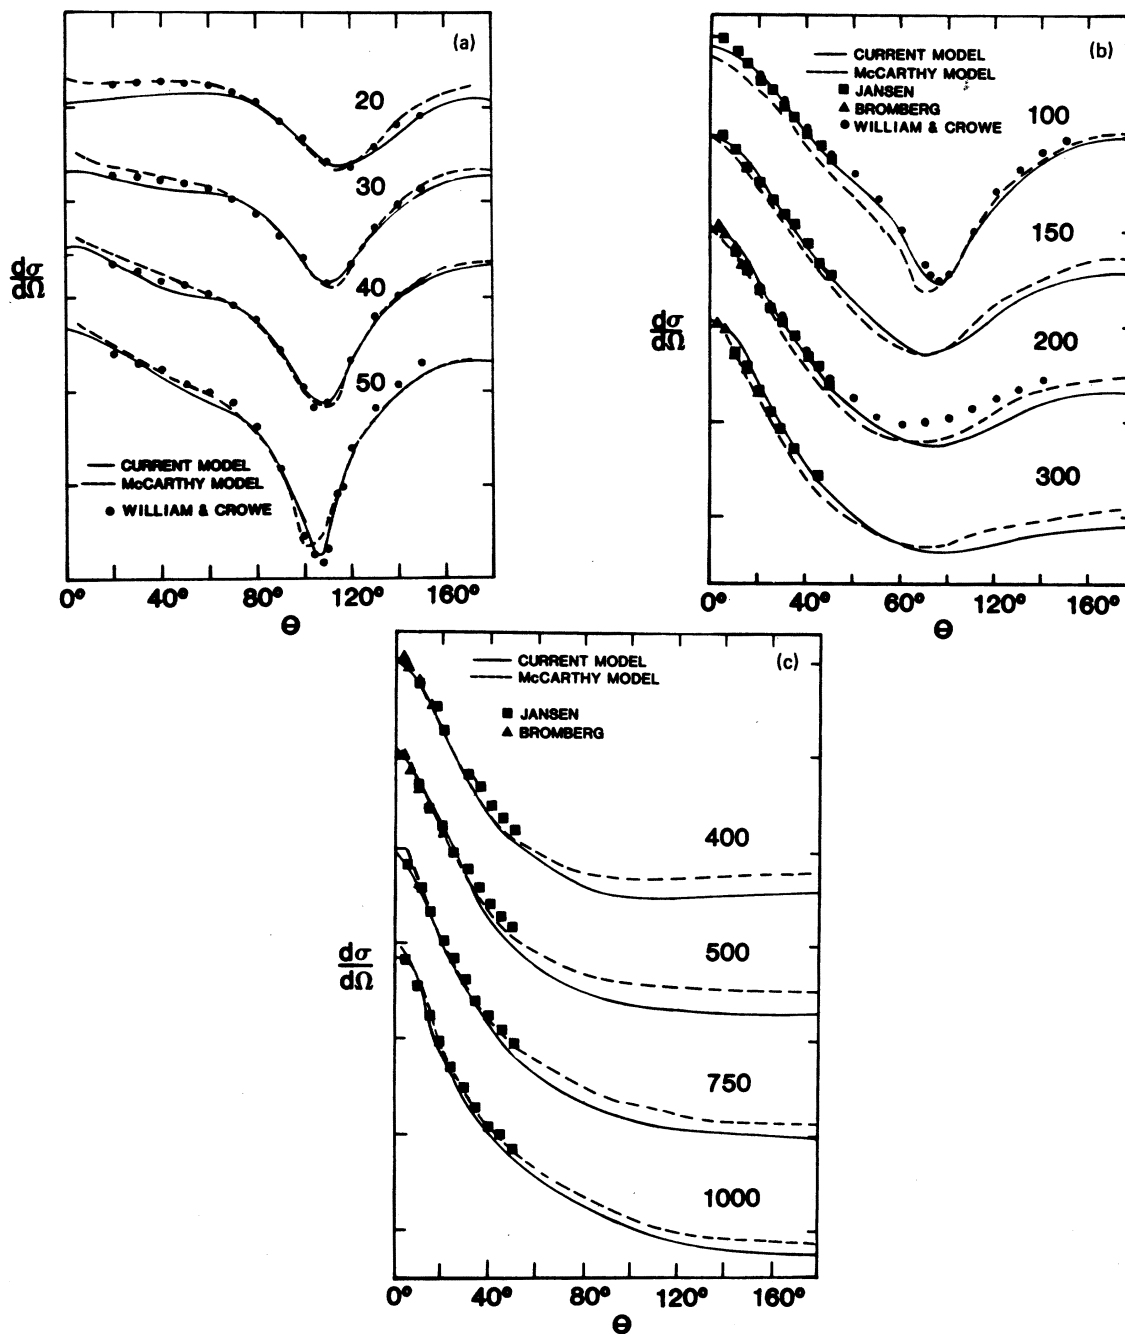 (a)
20
30
40
50
dσ
dΩ
CURRENT MODEL
McCARTHY MODEL
WILLIAM & CROWE
0° 40° 80° 120° 160°
Θ
(b)
CURRENT MODEL
McCARTHY MODEL
JANSEN
BROMBERG
WILLIAM & CROWE
100
150
200
300
dσ
dΩ
0° 40° 80° 120° 160°
Θ
(c)
CURRENT MODEL
McCARTHY MODEL
JANSEN
BROMBERG
400
500
750
1000
dσ
dΩ
0° 40° 80° 120° 160°
Θ